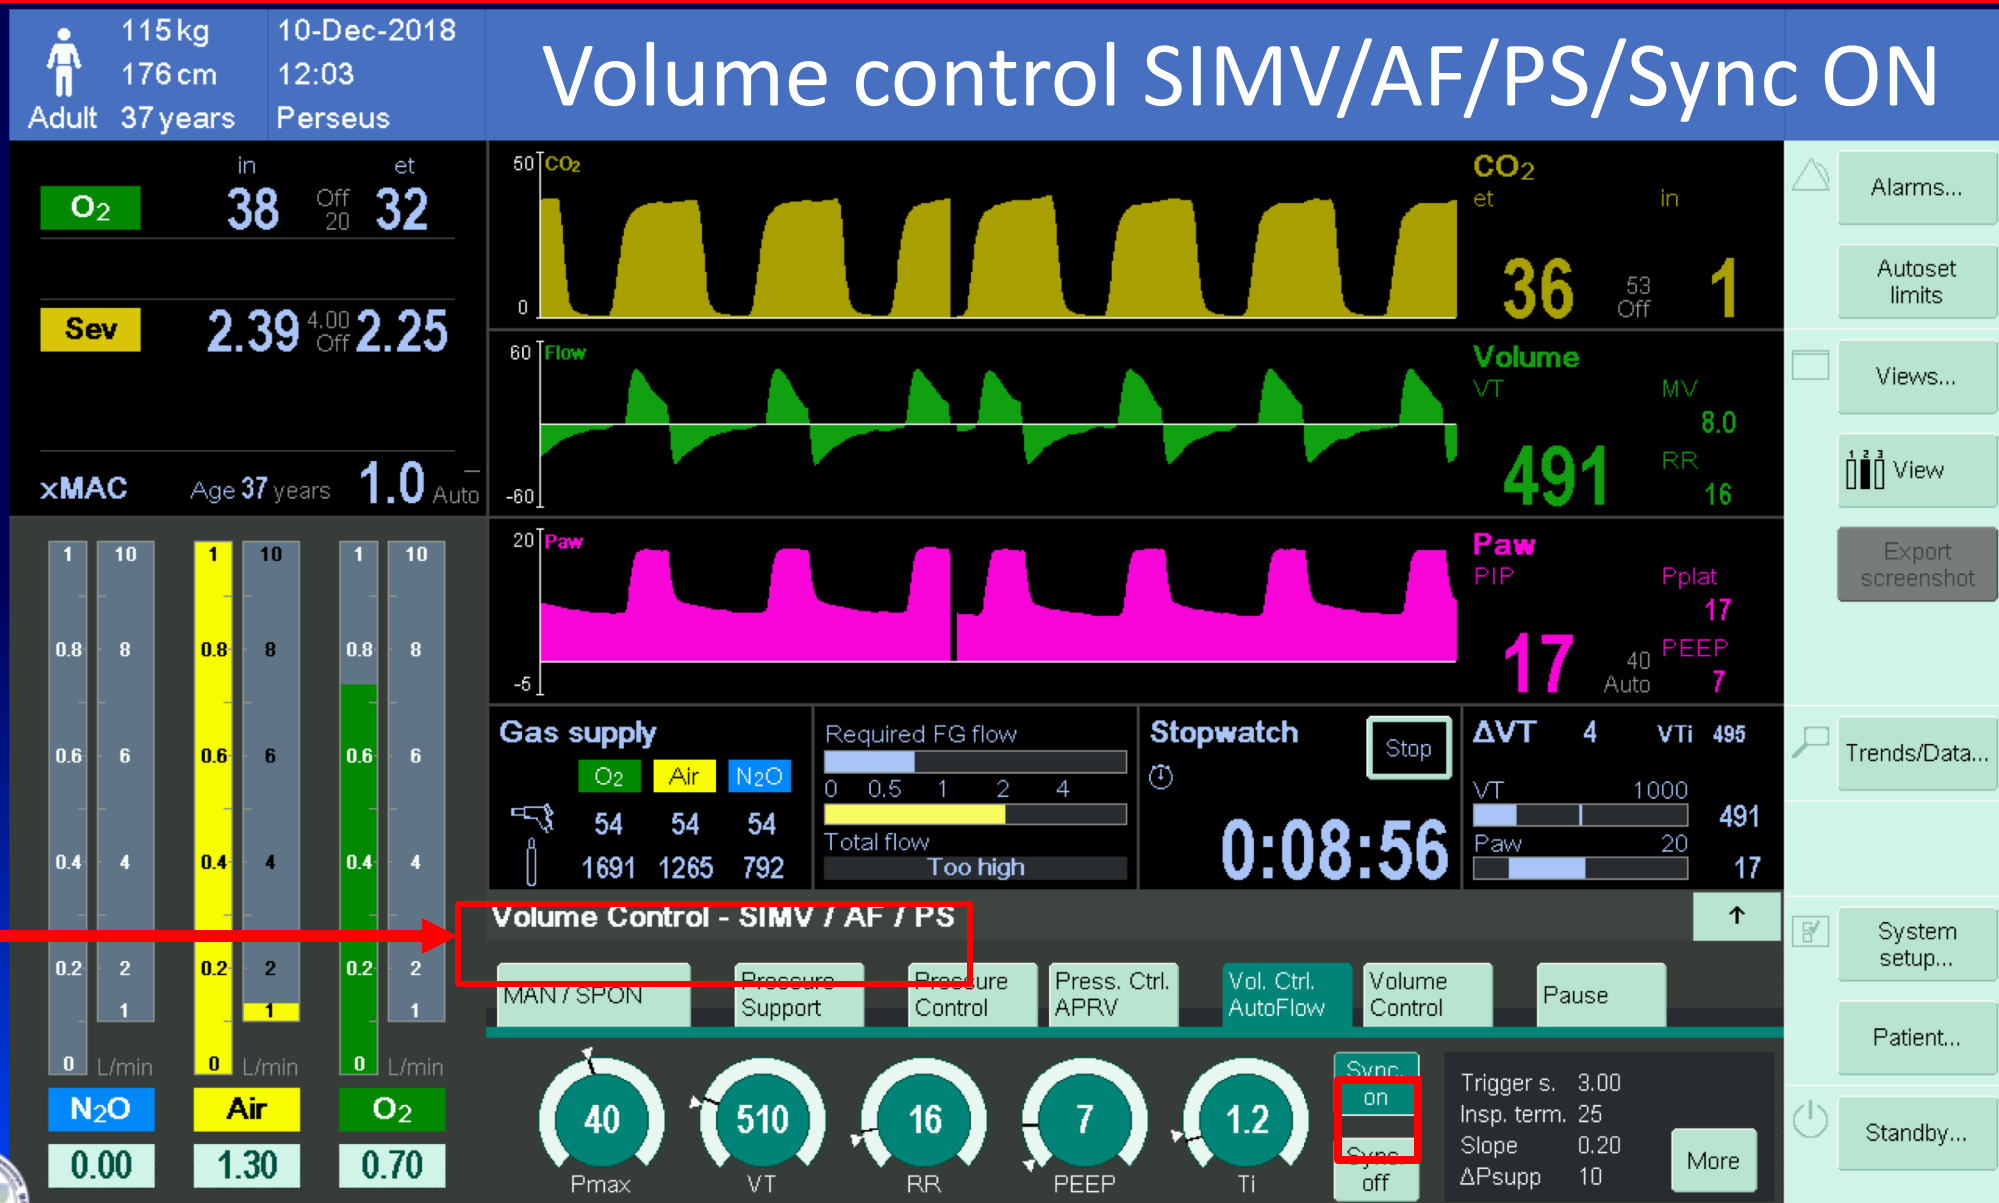 115 kg
176 cm
Adult 37 years
10-Dec-2018
12:03
Perseus
Volume control SIMV/AF/PS/Sync ON
in et
O2 38 Off 20 32
Sev 2.39 4.00 Off 2.25
xMAC Age 37 years 1.0 Auto
50 CO2
0
CO2
et in
36 53 Off 1
60 Flow
-60
Volume
VT MV
8.0
491 RR
16
20 Paw
-5
Paw
PIP Pplat
17
17 40 Auto PEEP
7
Alarms...
Autoset
limits
Views...
1 2 3 View
Export
screenshot
Trends/Data...
System
setup...
Patient...
Standby...
1 10 1 10 1 10
0.8 8 0.8 8 0.8 8
0.6 6 0.6 6 0.6 6
0.4 4 0.4 4 0.4 4
0.2 2 0.2 2 0.2 2
1 1 1
0 L/min 0 L/min 0 L/min
N2O Air O2
0.00 1.30 0.70
Gas supply
O2 Air N2O
54 54 54
1691 1265 792
Required FG flow
0 0.5 1 2 4
Total flow
Too high
Stopwatch
Stop
0:08:56
ΔVT 4 VTi 495
VT 1000
491
Paw 20
17
Volume Control - SIMV / AF / PS
MAN / SPON
Pressure
Support
Pressure
Control
Press. Ctrl.
APRV
Vol. Ctrl.
AutoFlow
Volume
Control
Pause
40
Pmax
510
VT
16
RR
7
PEEP
1.2
Ti
Sync.
on
Sync.
off
Trigger s. 3.00
Insp. term. 25
Slope 0.20
ΔPsupp 10
More